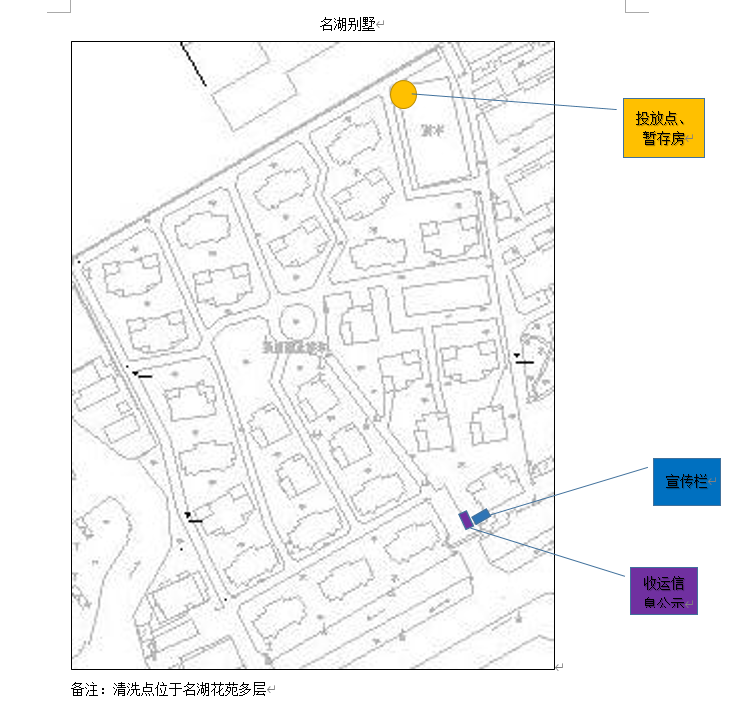 名湖别墅
投放点、
暂存房
宣传栏
收运信
息公示
备注：清洗点位于名湖花苑多层